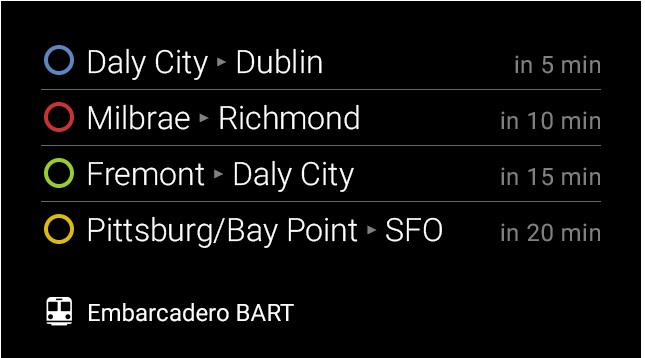 Daly City ▸ Dublin in 5 min
Milbrae ▸ Richmond in 10 min
Fremont ▸ Daly City in 15 min
Pittsburg/Bay Point ▸ SFO in 20 min
Embarcadero BART